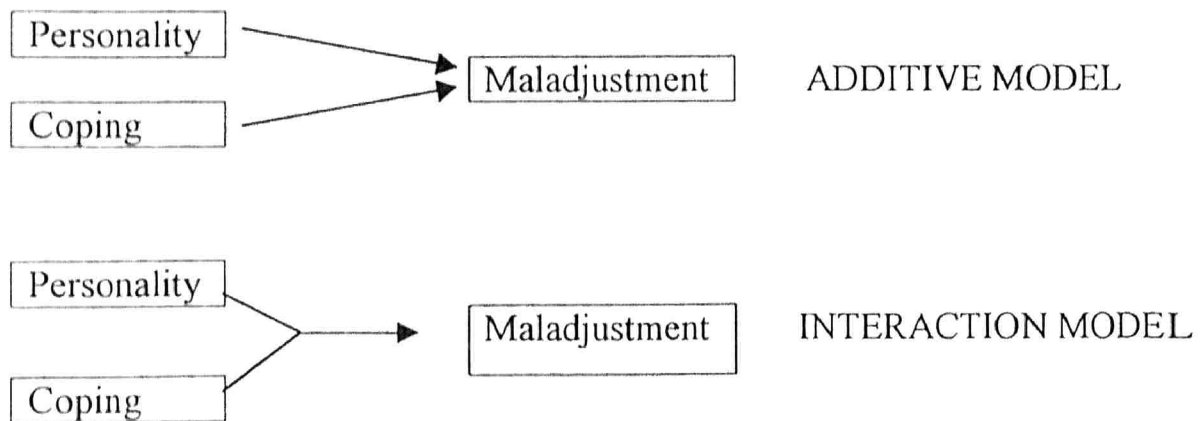 Personality
Maladjustment ADDITIVE MODEL
Coping
Personality
Maladjustment INTERACTION MODEL
Coping